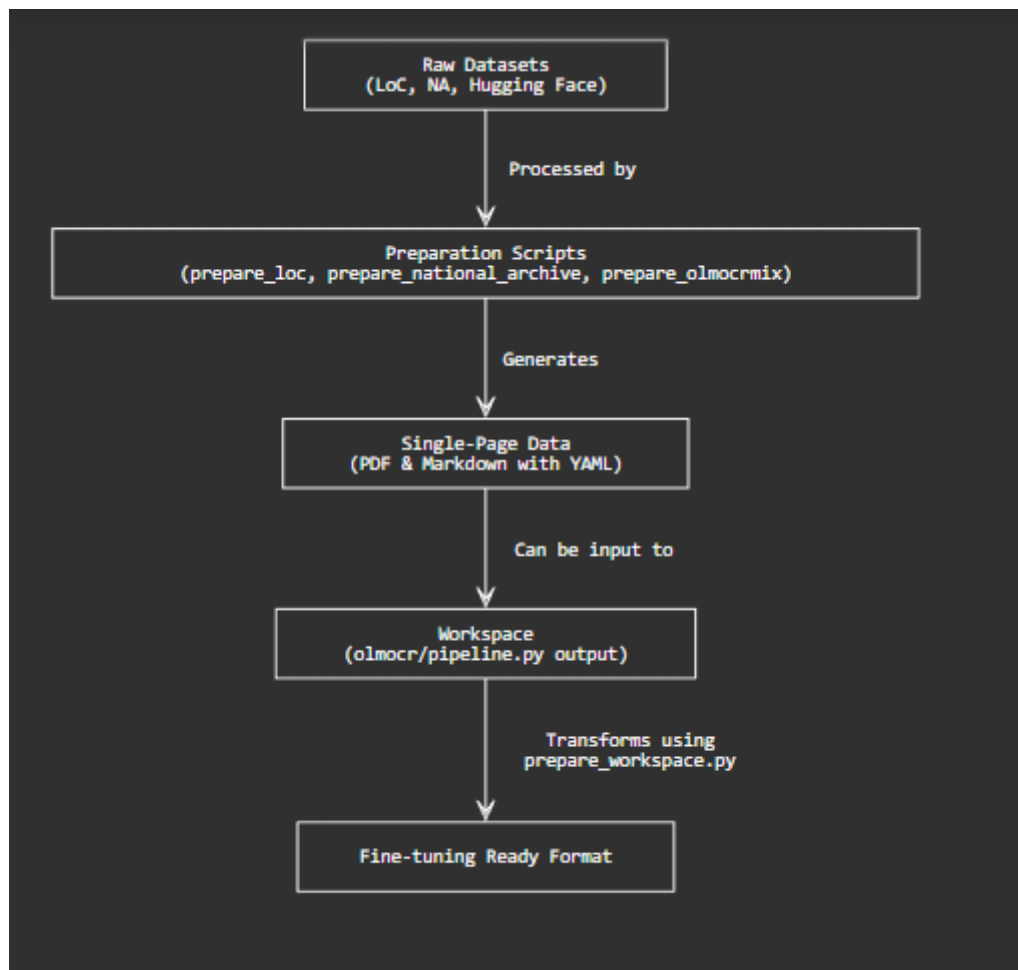 Raw Datasets
(LoC, NA, Hugging Face)
Processed by
Preparation Scripts
(prepare_loc, prepare_national_archive, prepare_olmocrmix)
Generates
Single-Page Data
(PDF & Markdown with YAML)
Can be input to
Workspace
(olmocr/pipeline.py output)
Transforms using
prepare_workspace.py
Fine-tuning Ready Format